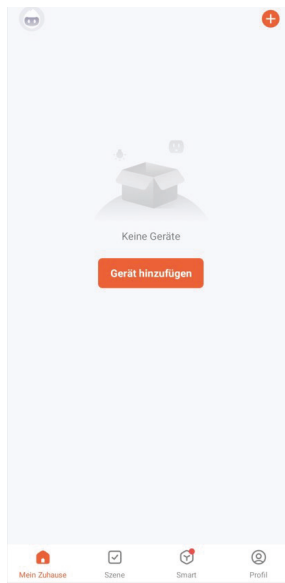 Keine Geräte
Gerät hinzufügen
Mein Zuhause
Szene
Smart
Profil